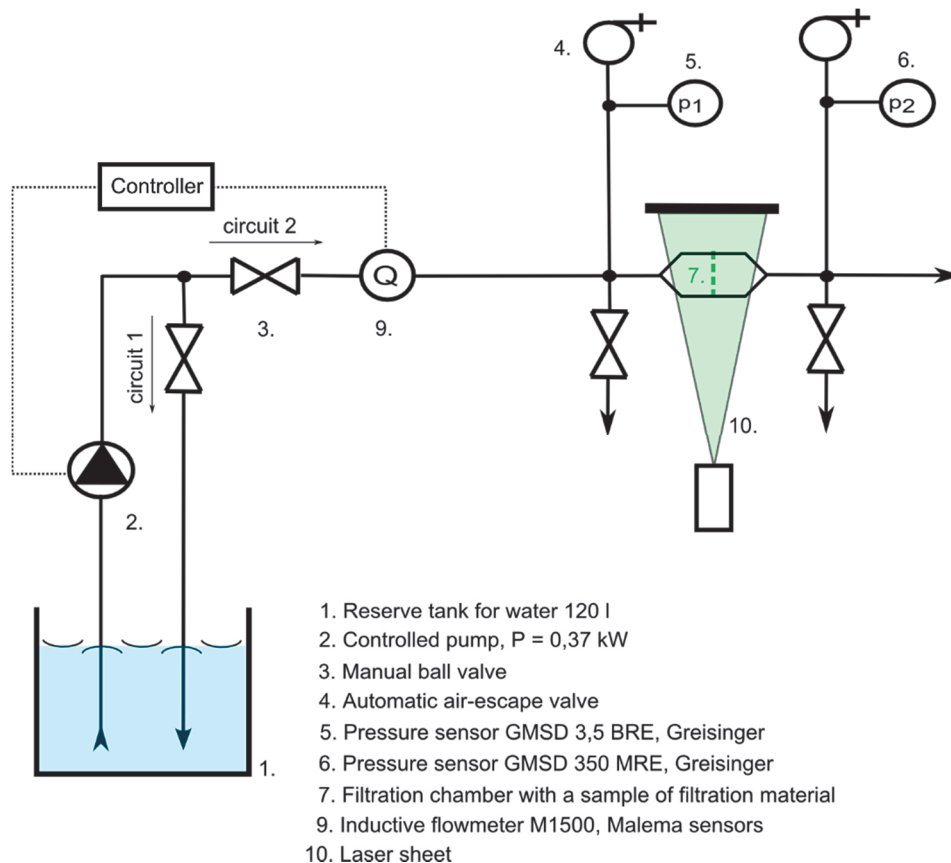 4.
5.
p1
6.
p2
Controller
circuit 2
Q
7.
3.
9.
circuit 1
10.
2.
1.
1. Reserve tank for water 120 l
2. Controlled pump, P = 0,37 kW
3. Manual ball valve
4. Automatic air-escape valve
5. Pressure sensor GMSD 3,5 BRE, Greisinger
6. Pressure sensor GMSD 350 MRE, Greisinger
7. Filtration chamber with a sample of filtration material
9. Inductive flowmeter M1500, Malema sensors
10. Laser sheet